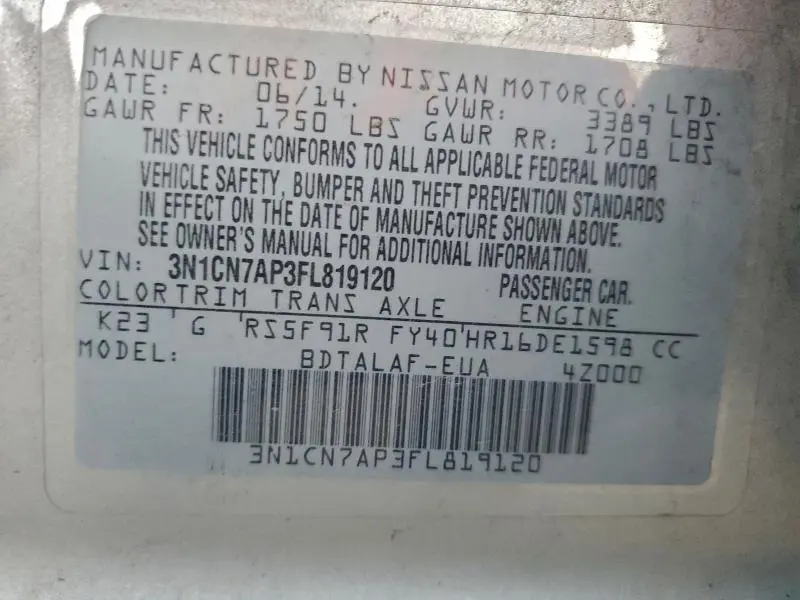 MANUFACTURED BY NISSAN MOTOR CO., LTD.
DATE: 06/14. GVWR: 3389 LBS
GAWR FR: 1750 LBS GAWR RR: 1708 LBS
THIS VEHICLE CONFORMS TO ALL APPLICABLE FEDERAL MOTOR
VEHICLE SAFETY, BUMPER AND THEFT PREVENTION STANDARDS
IN EFFECT ON THE DATE OF MANUFACTURE SHOWN ABOVE.
SEE OWNER'S MANUAL FOR ADDITIONAL INFORMATION.
VIN: 3N1CN7AP3FL819120 PASSENGER CAR.
COLORTRIM TRANS AXLE ENGINE
K23 ' G 'RS5F91R FY40'HR16DE1598 CC
MODEL: BDTALAF-EUA 4Z000
3N1CN7AP3FL819120